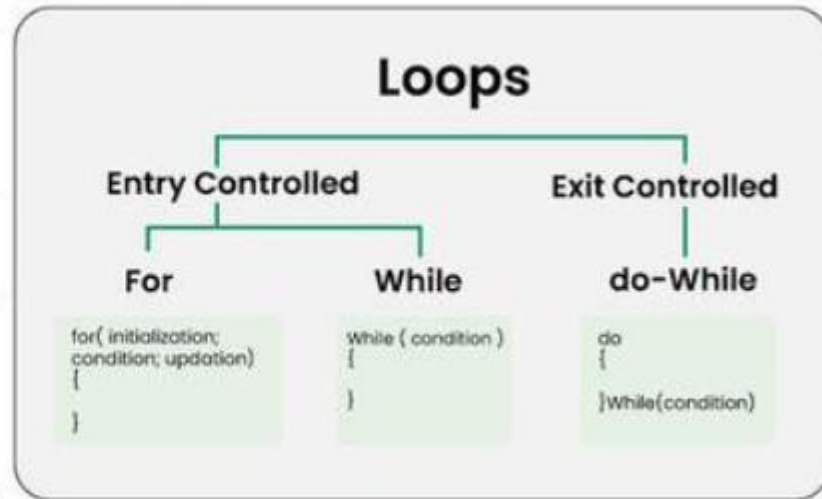 Loops
Entry Controlled
Exit Controlled
For
While
do-While
for( initialization;
condition; updation)
{
}
While ( condition )
{
}
do
{
}While(condition)